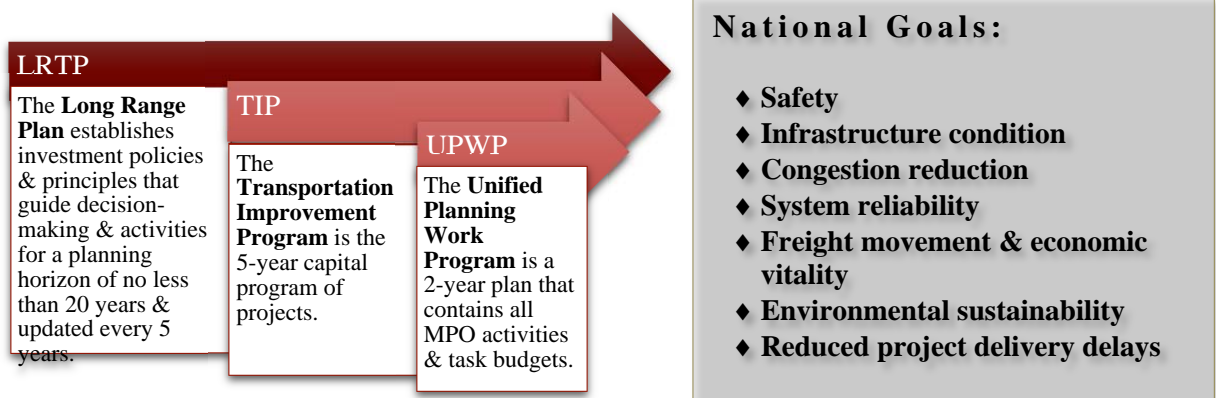 LRTP
The Long Range
Plan establishes
investment policies
& principles that
guide decision-
making & activities
for a planning
horizon of no less
than 20 years &
updated every 5
years.
TIP
The
Transportation
Improvement
Program is the
5-year capital
program of
projects.
UPWP
The Unified
Planning
Work
Program is a
2-year plan that
contains all
MPO activities
& task budgets.
National Goals:
♦ Safety
♦ Infrastructure condition
♦ Congestion reduction
♦ System reliability
♦ Freight movement & economic
vitality
♦ Environmental sustainability
♦ Reduced project delivery delays